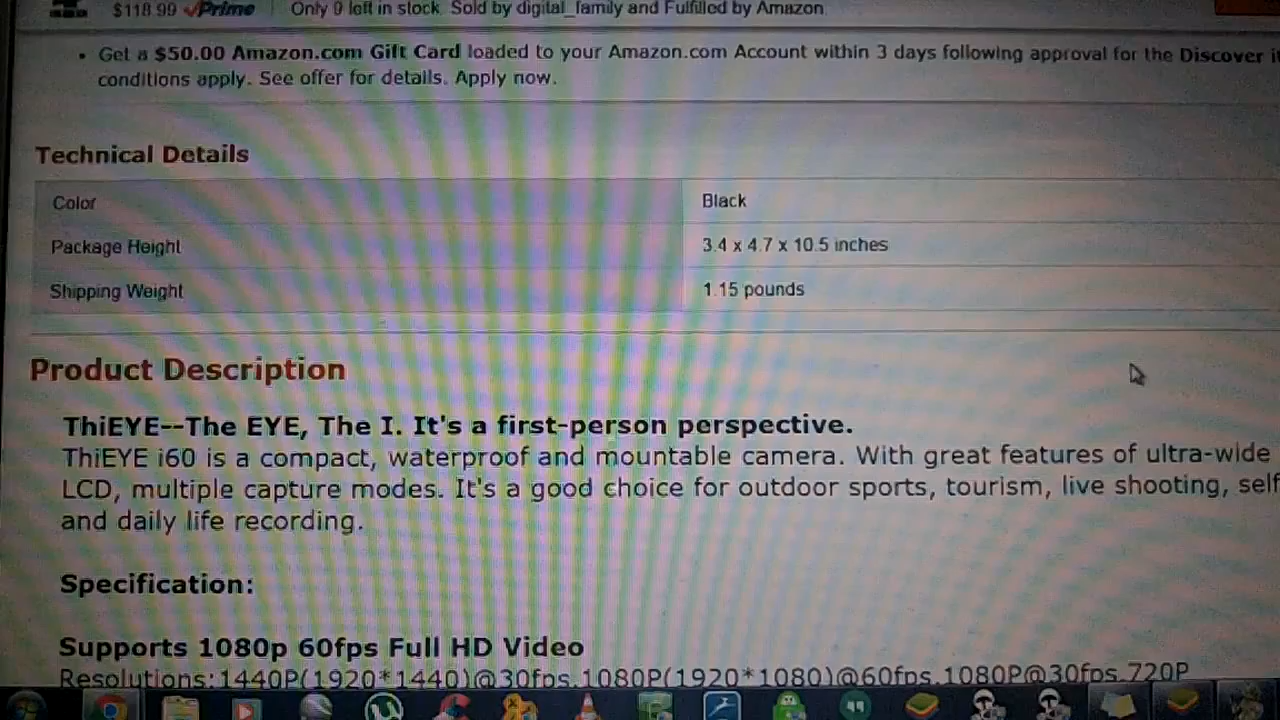 $118.99 Prime Only 9 left in stock. Sold by digital_family and Fulfilled by Amazon.
• Get a $50.00 Amazon.com Gift Card loaded to your Amazon.com Account within 3 days following approval for the Discover
conditions apply. See offer for details. Apply now.
Technical Details
Color Black
Package Height 3.4 x 4.7 x 10.5 inches
Shipping Weight 1.15 pounds
Product Description
ThiEYE--The EYE, The I. It's a first-person perspective.
ThiEYE i60 is a compact, waterproof and mountable camera. With great features of ultra-wide
LCD, multiple capture modes. It's a good choice for outdoor sports, tourism, live shooting, self
and daily life recording.
Specification:
Supports 1080p 60fps Full HD Video
Resolutions:1440P(1920*1440)@30fps,1080P(1920*1080)@60fps,1080P@30fps,720P